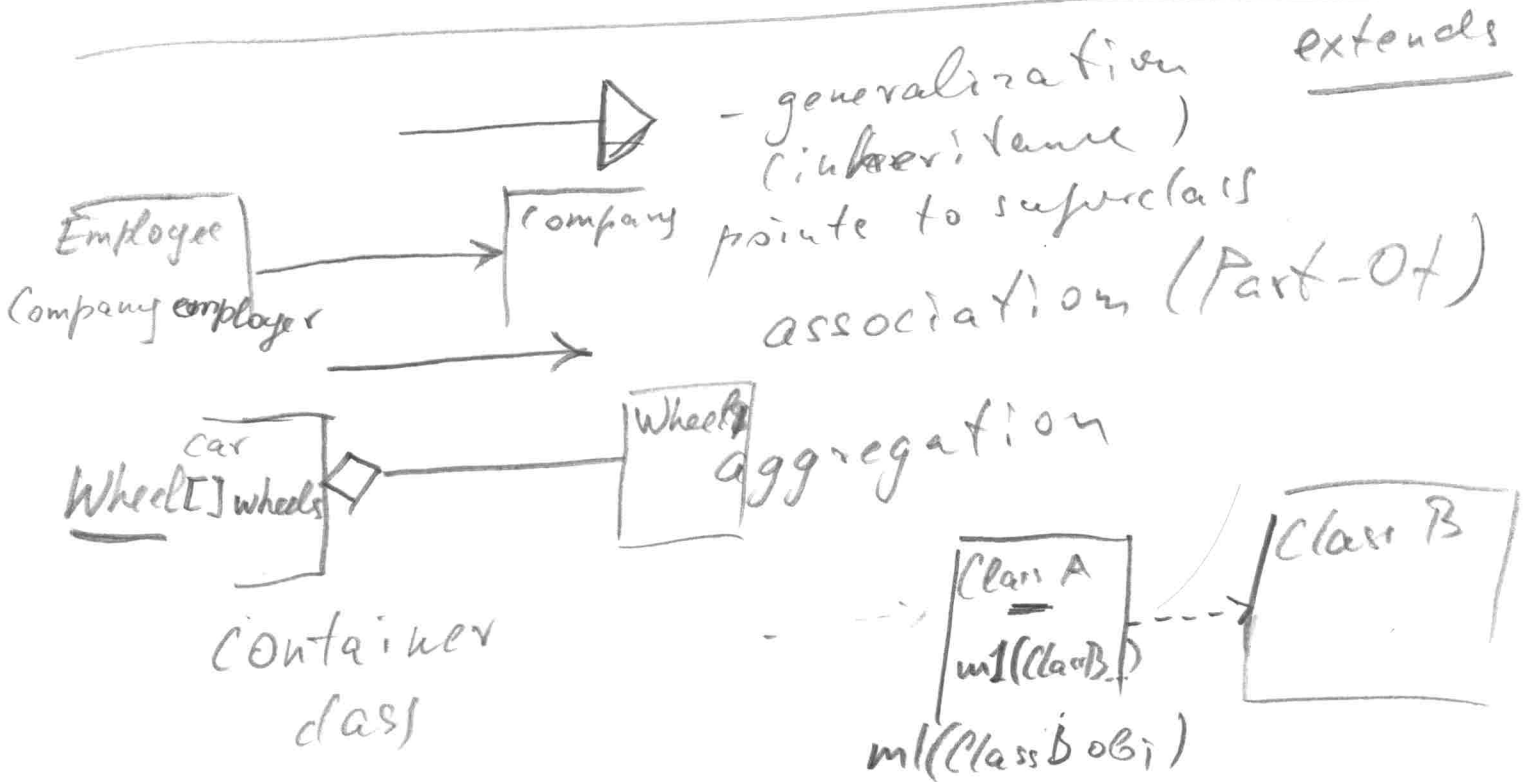 extends
- generalization
(inheritance)
points to superclass
Employee
Company employer
Company
association (Part-Of)
car
Wheel[] wheels
Wheels
aggregation
Container
class
Class A
m1(ClassB )
m1(ClassB obj)
Class B